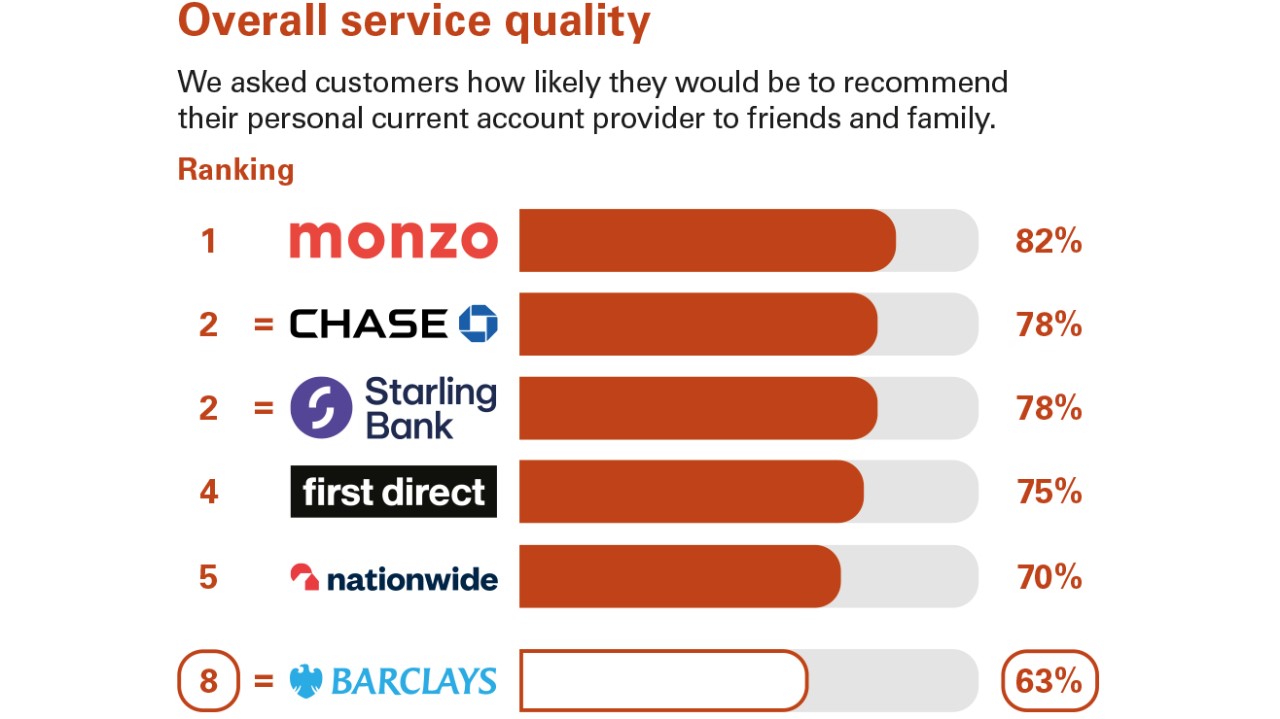 Overall service quality
We asked customers how likely they would be to recommend
their personal current account provider to friends and family.
Ranking
1 monzo 82%
2 = CHASE 78%
2 = Starling Bank 78%
4 first direct 75%
5 nationwide 70%
8 = BARCLAYS 63%